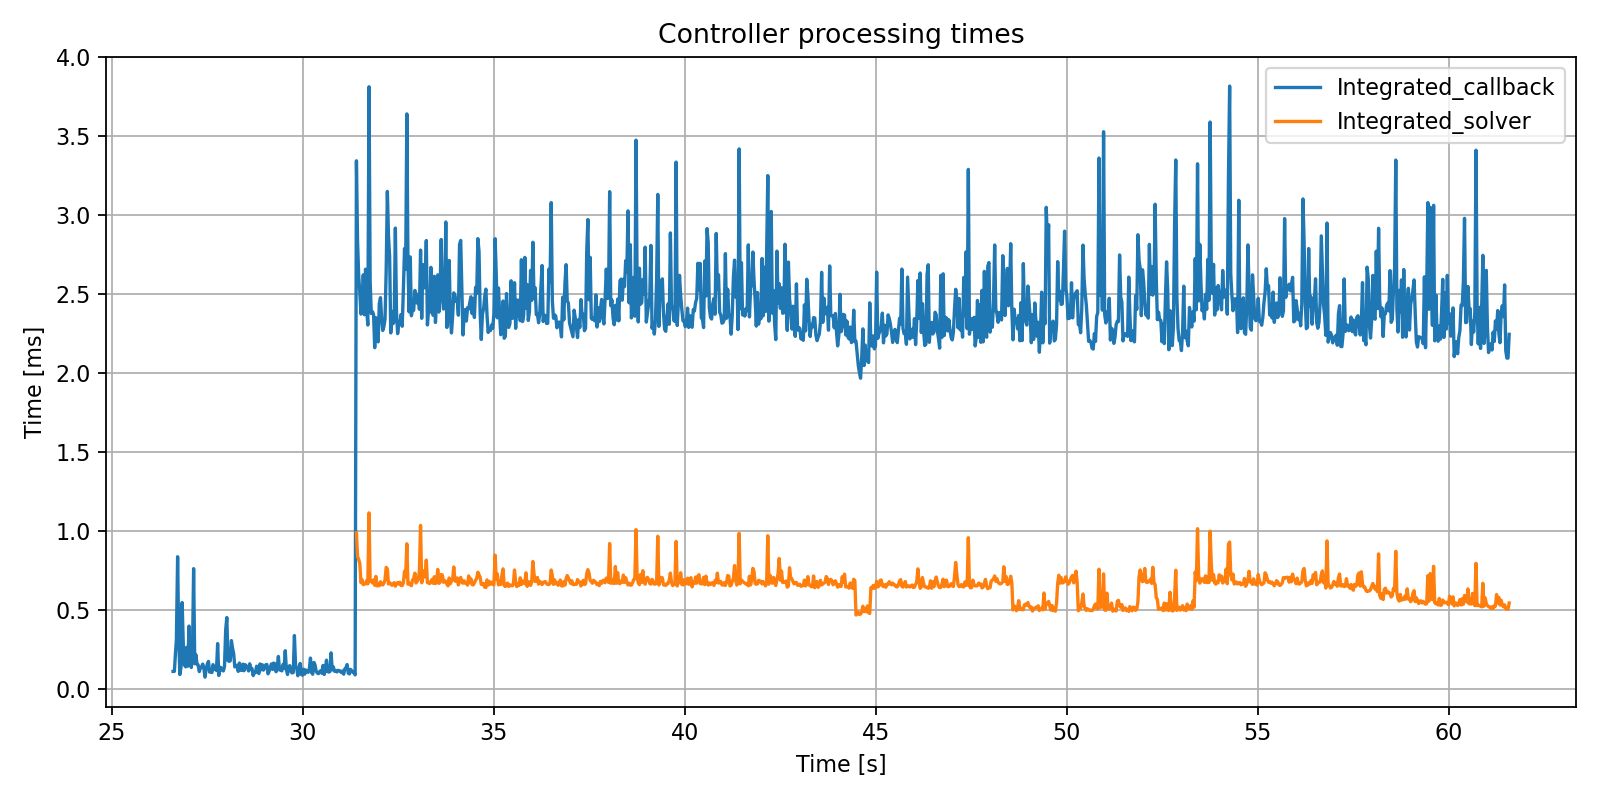 Controller processing times
Integrated_callback
Integrated_solver
Time [ms]
4.0
3.5
3.0
2.5
2.0
1.5
1.0
0.5
0.0
25 30 35 40 45 50 55 60
Time [s]